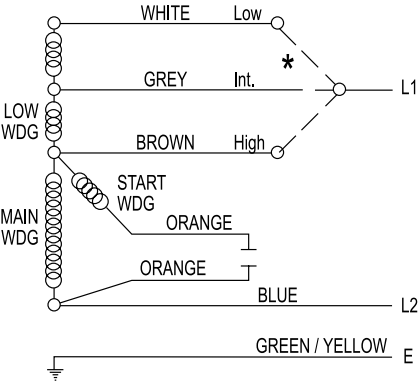 WHITE Low
*
GREY Int.
L1
LOW
WDG
BROWN High
START
WDG
ORANGE
MAIN
WDG
ORANGE
BLUE
L2
GREEN / YELLOW
E